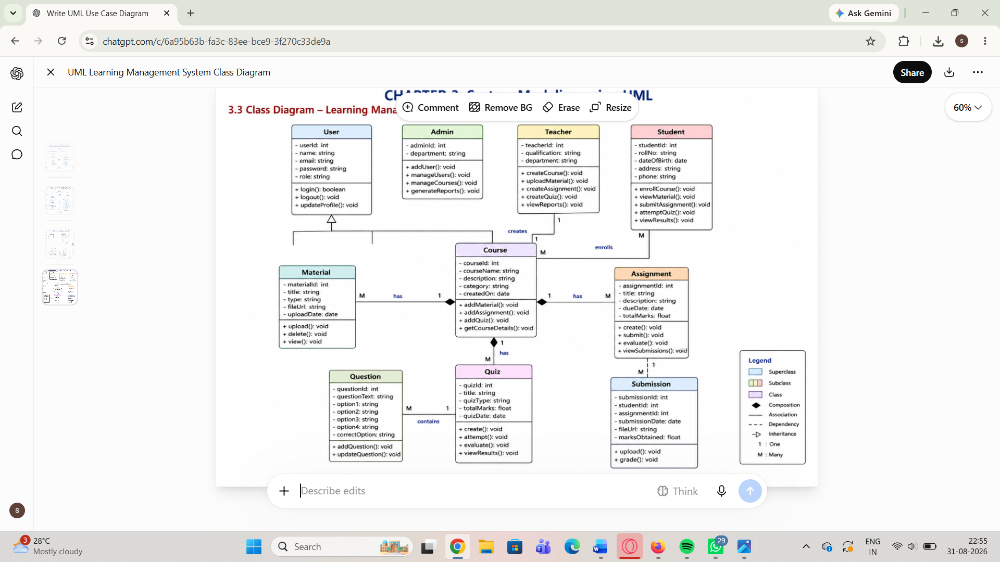 Write UML Use Case Diagram
Ask Gemini
chatgpt.com/c/6a95b63b-fa3c-83ee-bce9-3f270c33de9a
S
UML Learning Management System Class Diagram
Share
Comment
Remove BG
Erase
Resize
60%
3.3 Class Diagram – Learning Mana
User
- userId: int
- name: string
- email: string
- password: string
- role: string
+ login(): boolean
+ logout(): void
+ updateProfile(): void
Admin
- adminId: int
- department: string
+ addUser(): void
+ manageUsers(): void
+ manageCourses(): void
+ generateReports(): void
Teacher
- teacherId: int
- qualification: string
- department: string
+ createCourse(): void
+ uploadMaterial(): void
+ createAssignment(): void
+ createQuiz(): void
+ viewReports(): void
Student
- studentId: int
- rollNo: string
- dateOfBirth: date
- address: string
- phone: string
+ enrollCourse(): void
+ viewMaterial(): void
+ submitAssignment(): void
+ attemptQuiz(): void
+ viewResults(): void
1
creates
1
M
enrolls
M
Course
- courseId: int
- courseName: string
- description: string
- category: string
- createdOn: date
+ addMaterial(): void
+ addAssignment(): void
+ addQuiz(): void
+ getCourseDetails(): void
Material
- materialId: int
- title: string
- type: string
- fileUrl: string
- uploadDate: date
+ upload(): void
+ delete(): void
+ view(): void
M has 1
1 has M
Assignment
- assignmentId: int
- title: string
- description: string
- dueDate: date
- totalMarks: float
+ create(): void
+ submit(): void
+ evaluate(): void
+ viewSubmissions(): void
1
has
M
1
M
Question
- questionId: int
- questionText: string
- option1: string
- option2: string
- option3: string
- option4: string
- correctOption: string
+ addQuestion(): void
+ updateQuestion(): void
M 1
contains
Quiz
- quizId: int
- title: string
- quizType: string
- totalMarks: float
- quizDate: date
+ create(): void
+ attempt(): void
+ evaluate(): void
+ viewResults(): void
Submission
- submissionId: int
- studentId: int
- assignmentId: int
- submissionDate: date
- fileUrl: string
- marksObtained: float
+ upload(): void
+ grade(): void
Legend
Superclass
Subclass
Class
Composition
Association
Dependency
Inheritance
1 : One
M : Many
Describe edits
Think
S
3
28°C
Mostly cloudy
Search
29
ENG
IN
22:55
31-08-2026